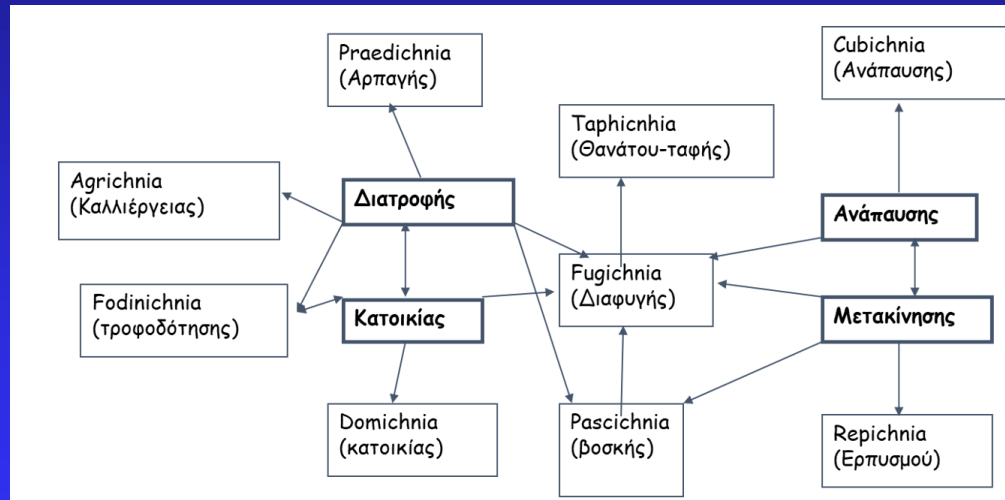 Praedichnia
(Αρπαγής)
Cubichnia
(Ανάπαυσης)
Taphicnhia
(Θανάτου-ταφής)
Agrichnia
(Καλλιέργειας)
Διατροφής
Ανάπαυσης
Fugichnia
(Διαφυγής)
Fodinichnia
(τροφοδότησης)
Κατοικίας
Μετακίνησης
Domichnia
(κατοικίας)
Pascichnia
(βοσκής)
Repichnia
(Ερπυσμού)